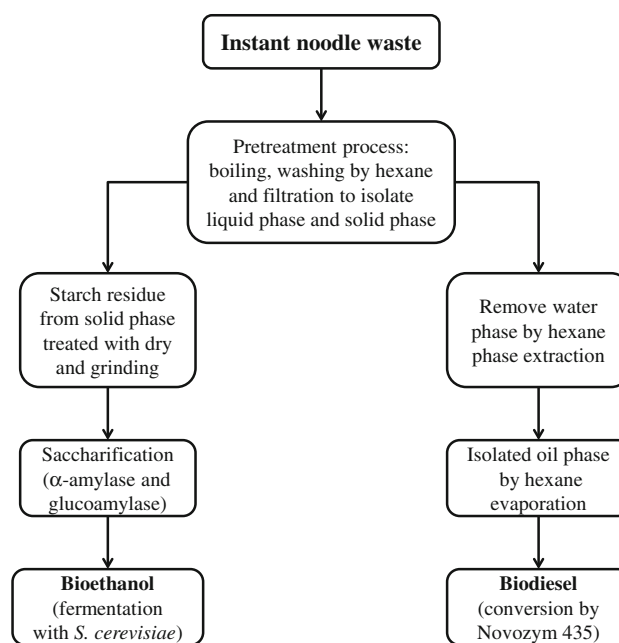 Instant noodle waste
Pretreatment process:
boiling, washing by hexane
and filtration to isolate
liquid phase and solid phase
Starch residue
from solid phase
treated with dry
and grinding
Saccharification
(α-amylase and
glucoamylase)
Bioethanol
(fermentation
with S. cerevisiae)
Remove water
phase by hexane
phase extraction
Isolated oil phase
by hexane
evaporation
Biodiesel
(conversion by
Novozym 435)